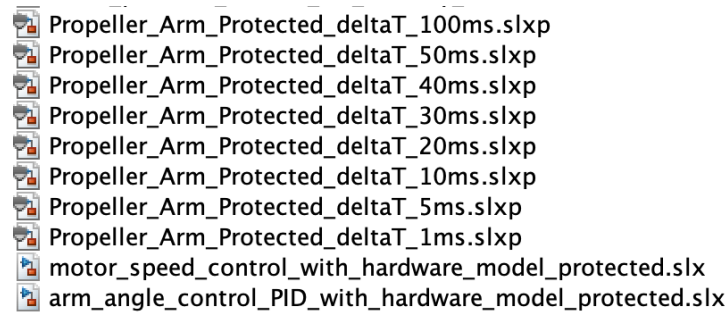 Propeller_Arm_Protected_deltaT_100ms.slxp
Propeller_Arm_Protected_deltaT_50ms.slxp
Propeller_Arm_Protected_deltaT_40ms.slxp
Propeller_Arm_Protected_deltaT_30ms.slxp
Propeller_Arm_Protected_deltaT_20ms.slxp
Propeller_Arm_Protected_deltaT_10ms.slxp
Propeller_Arm_Protected_deltaT_5ms.slxp
Propeller_Arm_Protected_deltaT_1ms.slxp
motor_speed_control_with_hardware_model_protected.slx
arm_angle_control_PID_with_hardware_model_protected.slx